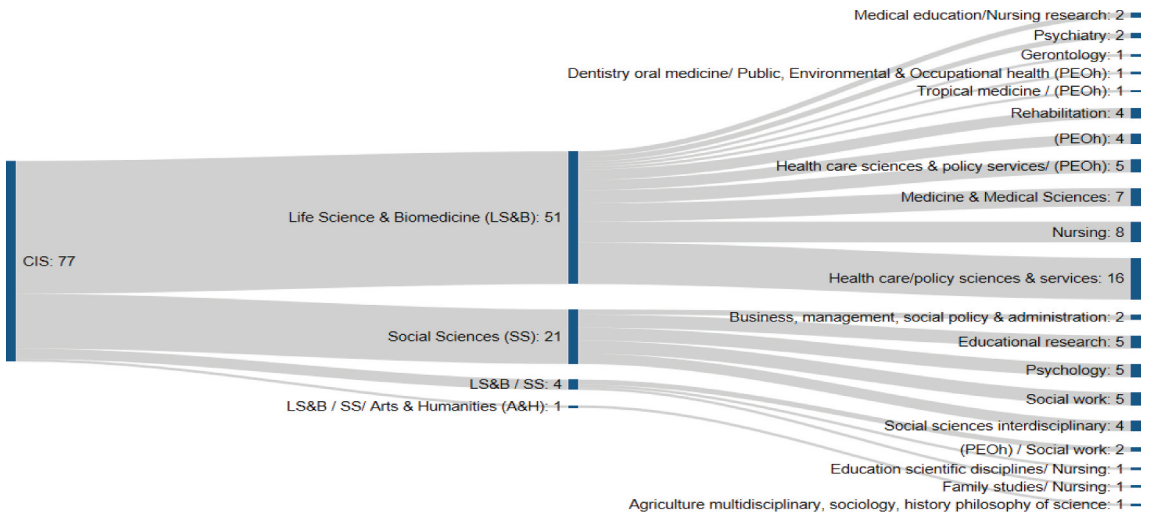 Medical education/Nursing research: 2
Psychiatry: 2
Gerontology: 1
Dentistry oral medicine/ Public, Environmental & Occupational health (PEOh): 1
Tropical medicine / (PEOh): 1
Rehabilitation: 4
(PEOh): 4
Health care sciences & policy services/ (PEOh): 5
Medicine & Medical Sciences: 7
Life Science & Biomedicine (LS&B): 51
Nursing: 8
CIS: 77
Health care/policy sciences & services: 16
Business, management, social policy & administration: 2
Social Sciences (SS): 21
Educational research: 5
Psychology: 5
LS&B / SS: 4
Social work: 5
LS&B / SS/ Arts & Humanities (A&H): 1
Social sciences interdisciplinary: 4
(PEOh) / Social work: 2
Education scientific disciplines/ Nursing: 1
Family studies/ Nursing: 1
Agriculture multidisciplinary, sociology, history philosophy of science: 1